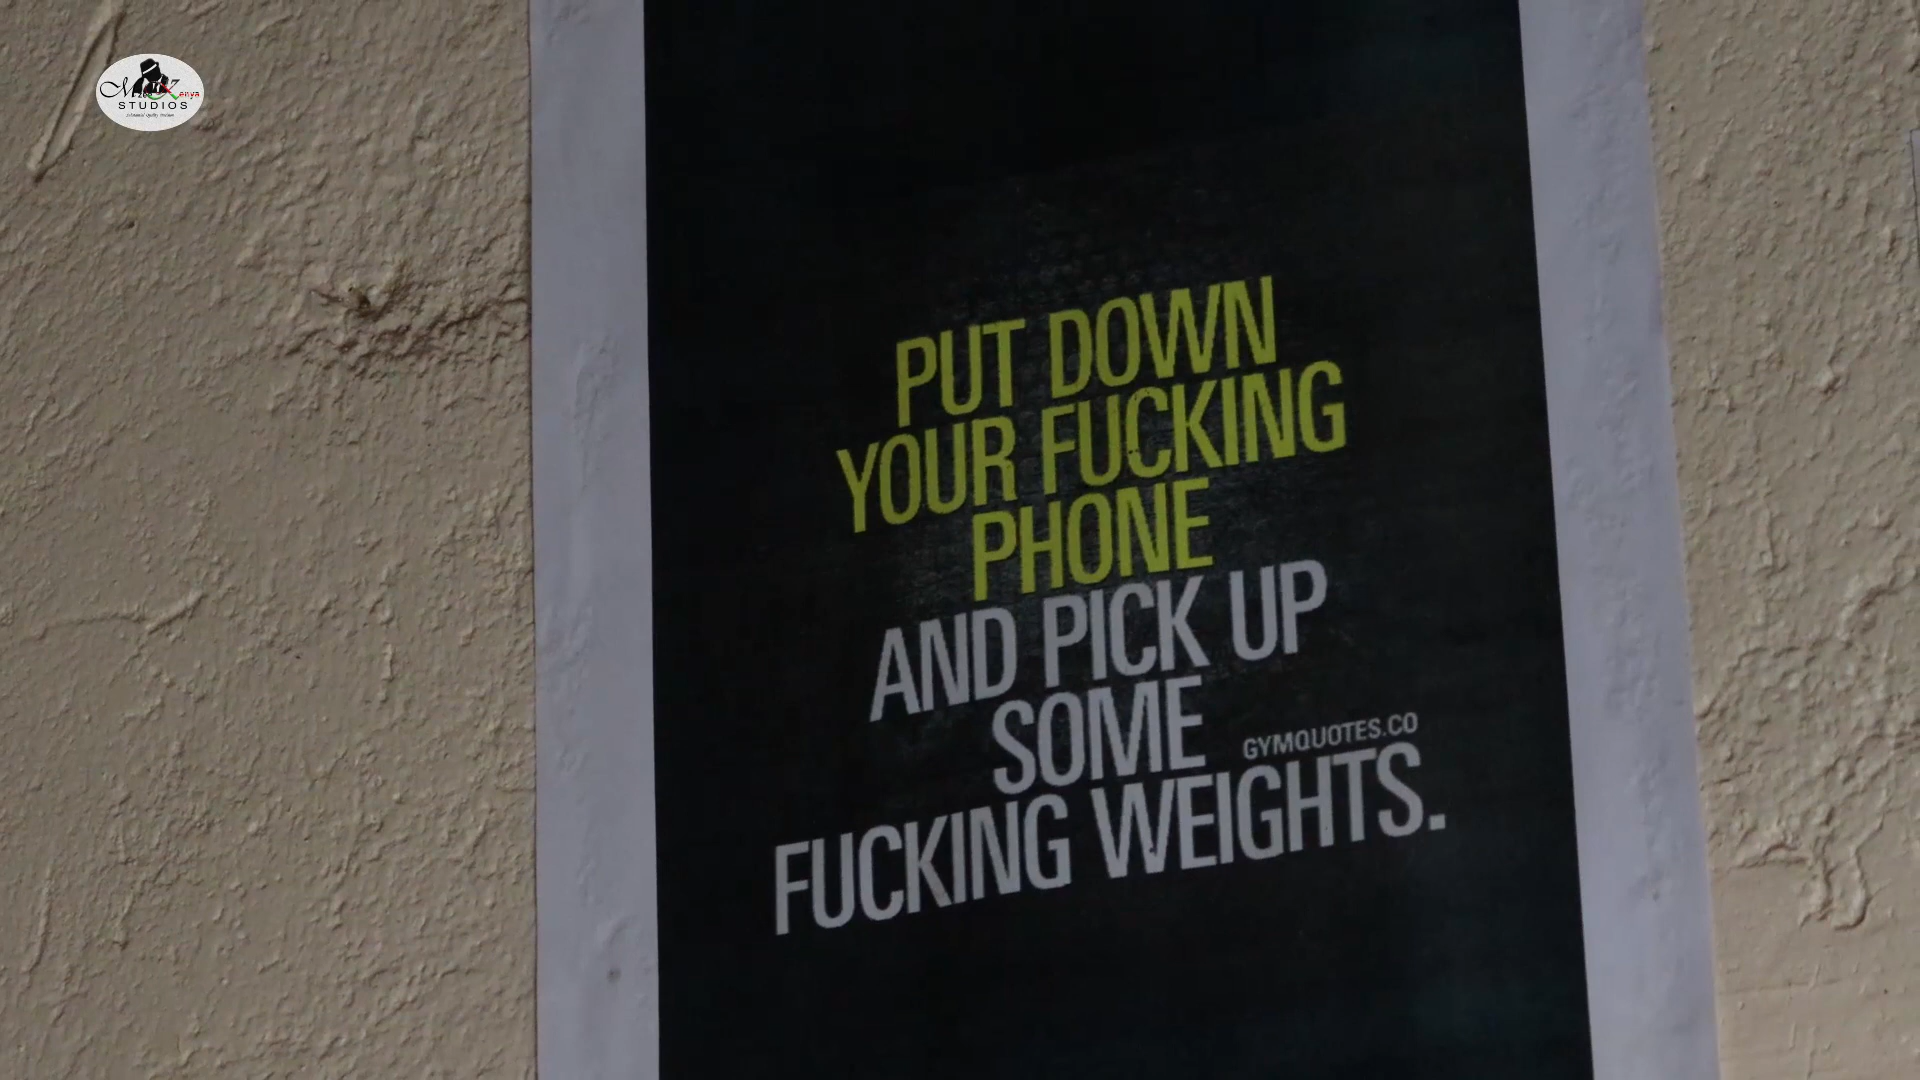 STUDIOS
PUT DOWN
YOUR FUCKING
PHONE
AND PICK UP
SOME
GYMQUOTES.CO
FUCKING WEIGHTS.